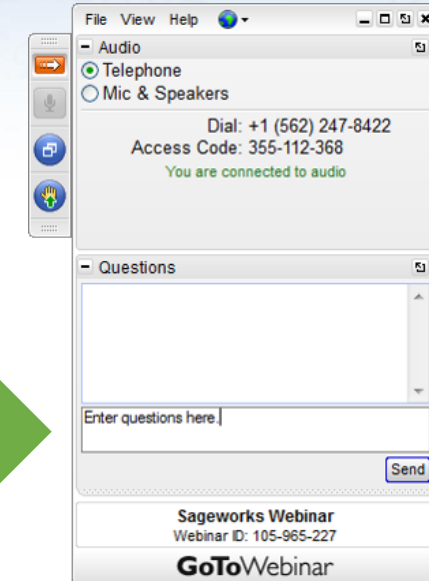 File View Help
Audio
Telephone
Mic & Speakers
Dial: +1 (562) 247-8422
Access Code: 355-112-368
You are connected to audio
Questions
Enter questions here.
Send
Sageworks Webinar
Webinar ID: 105-965-227
GoToWebinar